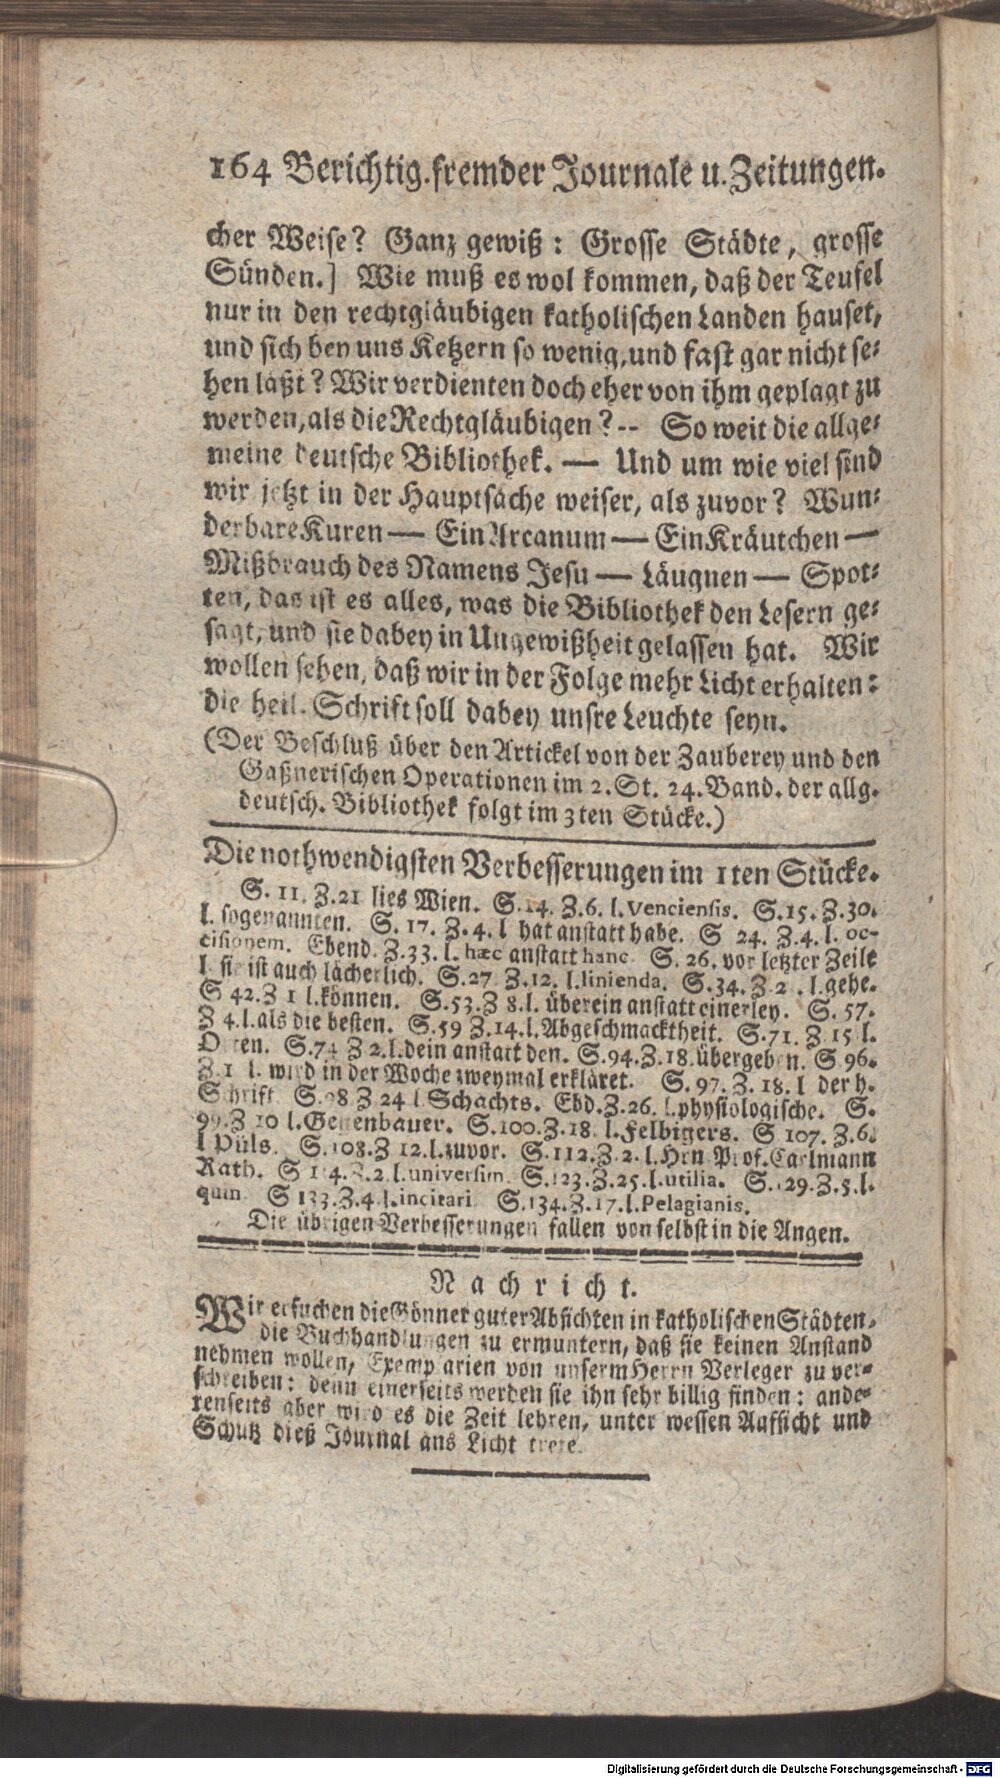 164 Berichtig. fremder Journale u. Zeitungen.
cher Weise? Ganz gewiß: Grosse Städte, grosse
Sünden.] Wie muß es wol kommen, daß der Teufel
nur in den rechtgläubigen katholischen Landen hauset,
und sich bey uns Ketzern so wenig, und fast gar nicht se-
hen läßt? Wir verdienten doch eher von ihm geplagt zu
werden, als die Rechtgläubigen? -- So weit die allge-
meine deutsche Bibliothek. — Und um wie viel sind
wir jetzt in der Hauptsache weiser, als zuvor? Wun-
derbare Kuren — Ein Arcanum — Ein Kräutchen —
Mißbrauch des Namens Jesu — Läugnen — Spot-
ten, das ist es alles, was die Bibliothek den Lesern ge-
sagt, und sie dabey in Ungewißheit gelassen hat. Wir
wollen sehen, daß wir in der Folge mehr Licht erhalten:
die heil. Schrift soll dabey unsre Leuchte seyn.
(Der Beschluß über den Artickel von der Zauberey und den
Gaßnerischen Operationen im 2. St. 24. Band. der allg.
deutsch. Bibliothek folgt im 3ten Stücke.)
Die nothwendigsten Verbesserungen im 1ten Stücke.
S. 11. Z. 21 lies Wien. S. 14. Z. 6. l. Venciensis. S. 15. Z. 30.
l. sogenannten. S. 17. Z. 4. l hat anstatt habe. S 24. Z. 4. l. oc-
cisionem. Ebend. Z. 33. l. hæc anstatt hanc. S. 26. vor letzter Zeile
l. sie ist auch lächerlich. S. 27 Z. 12. l. linienda. S. 34. Z 2 . l. gehe.
S 42. Z 1 l. können. S. 53. Z 8. l. überein anstatt einerley. S. 57.
Z 4. l. als die besten. S. 59 Z. 14. l. Abgeschmacktheit. S. 71. Z 15 l.
S. 74 Z 2. l. dein anstatt den. S. 94. Z. 18. übergeben. S. 96.
Z. 1 l. wird in der Woche zweymal erkläret. S. 97. Z. 18. l der h.
Schrift. S. 98 Z 24 l. Schachts. Ebd. Z. 26. l. physiologische. S.
99. Z 10 l. S. 100. Z. 18. l. Felbigers. S 107. Z. 6.
l Püls. S. 108. Z 12. l. zuvor. S. 112. Z. 2. l. Hrn Prof. Carlmann
Rath. S l. universim. S. 123. Z. 25. l. utilia. S. 129. Z. 5. l.
quin. S 133. Z. 4. l. incitari S. 134. Z. 17. l. Pelagianis.
Die übrigen Verbesserungen fallen von selbst in die Augen.
Nachricht.
Wir ersuchen die Gönner guter Absichten in katholischen Städten,
die Buchhandlungen zu ermuntern, daß sie keinen Anstand
nehmen wollen, Exemplarien von unserm Herrn Verleger zu ver-
schreiben: denn einerseits werden sie ihn sehr billig finden: ande-
renseits aber wird es die Zeit lehren, unter wessen Aufsicht und
Schutz dieß Journal ans Licht trete.
Digitalisierung gefördert durch die Deutsche Forschungsgemeinschaft - DFG